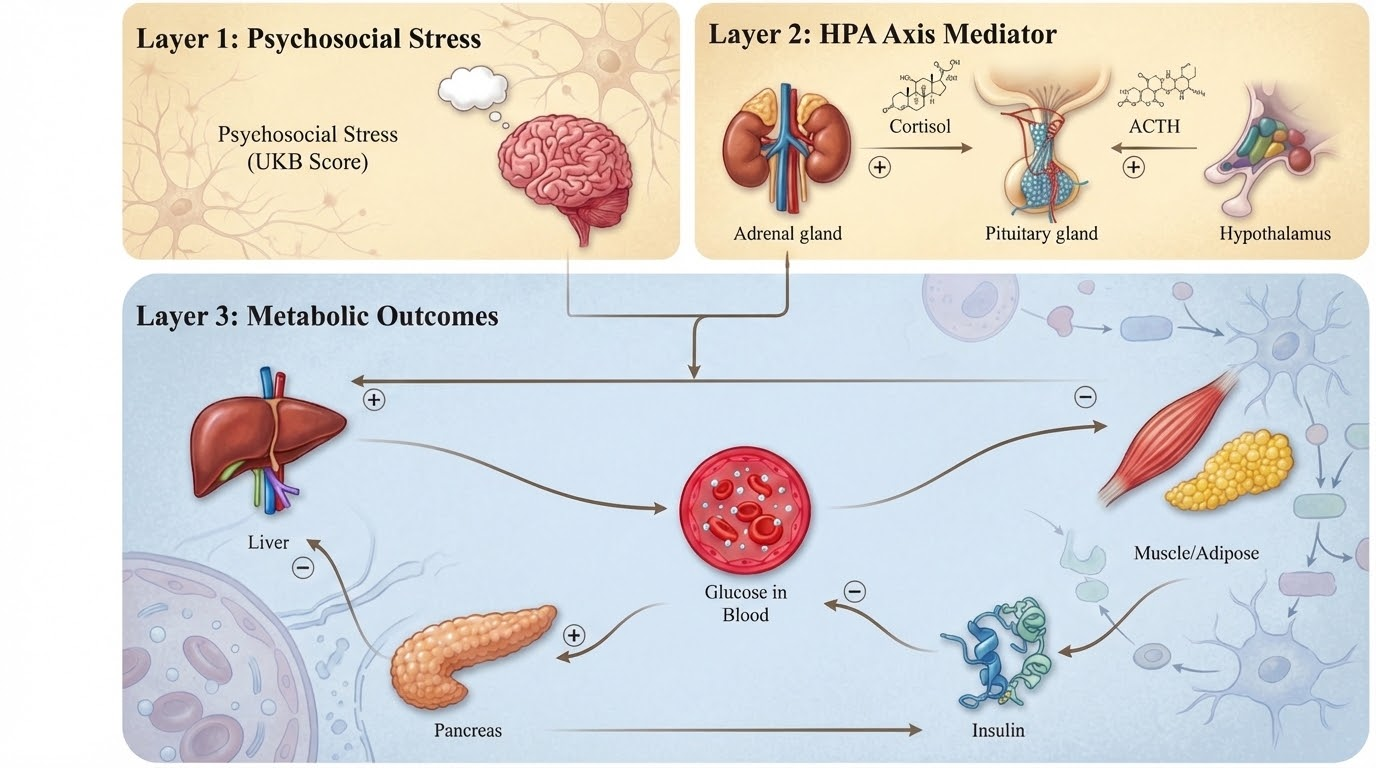 Layer 1: Psychosocial Stress
Psychosocial Stress
(UKB Score)
Layer 2: HPA Axis Mediator
Cortisol
+
ACTH
+
Adrenal gland
Pituitary gland
Hypothalamus
Layer 3: Metabolic Outcomes
+
−
Liver
−
Glucose in
Blood
Muscle/Adipose
+
−
Pancreas
Insulin